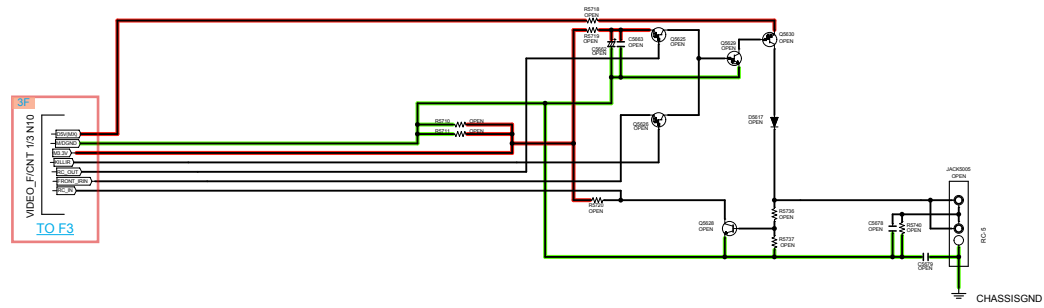 R5718
OPEN
R5719
OPEN
C5663
OPEN
C5662
OPEN
Q5625
OPEN
Q5629
OPEN
Q5630
OPEN
3F
VIDEO_F/CNT 1/3 N10
D5V(MX)
M/DGND
M3.3V
KILLIR
RC_OUT
FRONT_IRIN
RC_IN
TO F3
R5710 OPEN
R5711 OPEN
Q5626
OPEN
D5617
OPEN
R5720
OPEN
Q5628
OPEN
R5736
OPEN
R5737
OPEN
C5678
OPEN
R5740
OPEN
C5679
OPEN
JACK5005
OPEN
RC-5
CHASSISGND